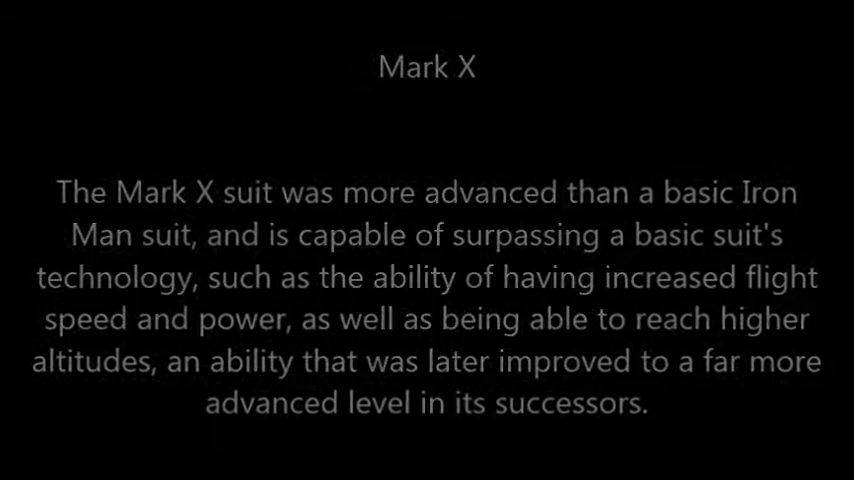 Mark X
The Mark X suit was more advanced than a basic Iron
Man suit, and is capable of surpassing a basic suit's
technology, such as the ability of having increased flight
speed and power, as well as being able to reach higher
altitudes, an ability that was later improved to a far more
advanced level in its successors.